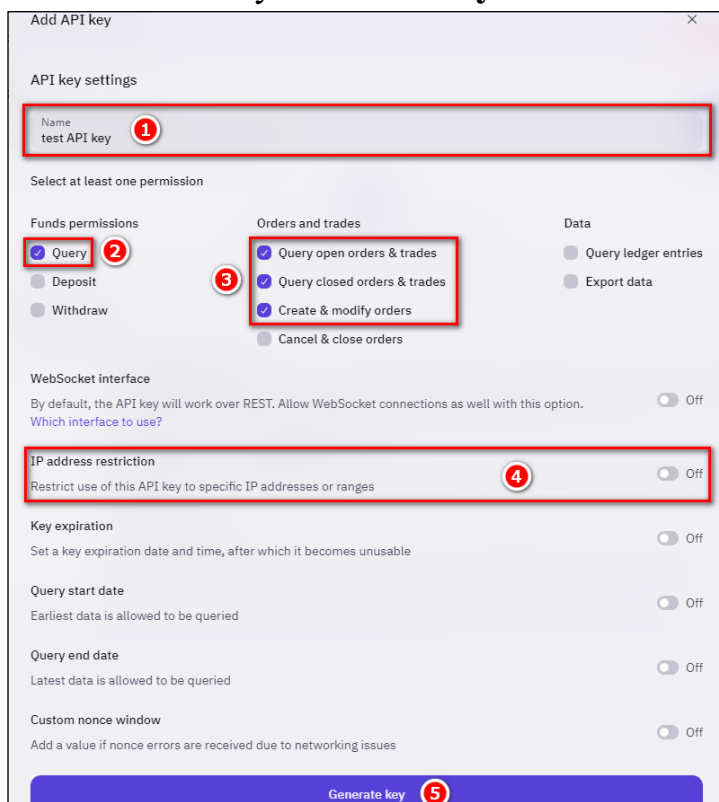 Add API key
API key settings
Name
test API key
1
Select at least one permission
Funds permissions
Orders and trades
Data
Query
2
Query open orders & trades
Query ledger entries
Deposit
3
Query closed orders & trades
Export data
Withdraw
Create & modify orders
Cancel & close orders
WebSocket interface
By default, the API key will work over REST. Allow WebSocket connections as well with this option.
Off
Which interface to use?
IP address restriction
4
Off
Restrict use of this API key to specific IP addresses or ranges
Key expiration
Off
Set a key expiration date and time, after which it becomes unusable
Query start date
Off
Earliest data is allowed to be queried
Query end date
Off
Latest data is allowed to be queried
Custom nonce window
Off
Add a value if nonce errors are received due to networking issues
Generate key
5